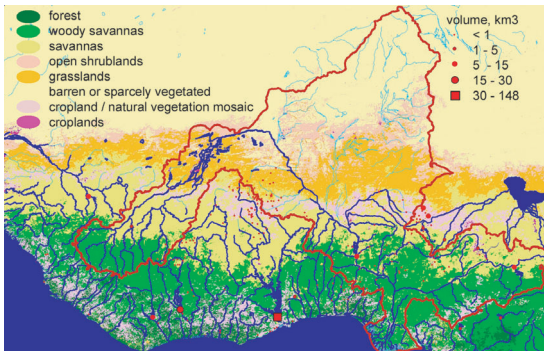 forest
woody savannas
savannas
open shrublands
grasslands
barren or sparcely vegetated
cropland / natural vegetation mosaic
croplands
volume, km3
< 1
1 - 5
5 - 15
15 - 30
30 - 148